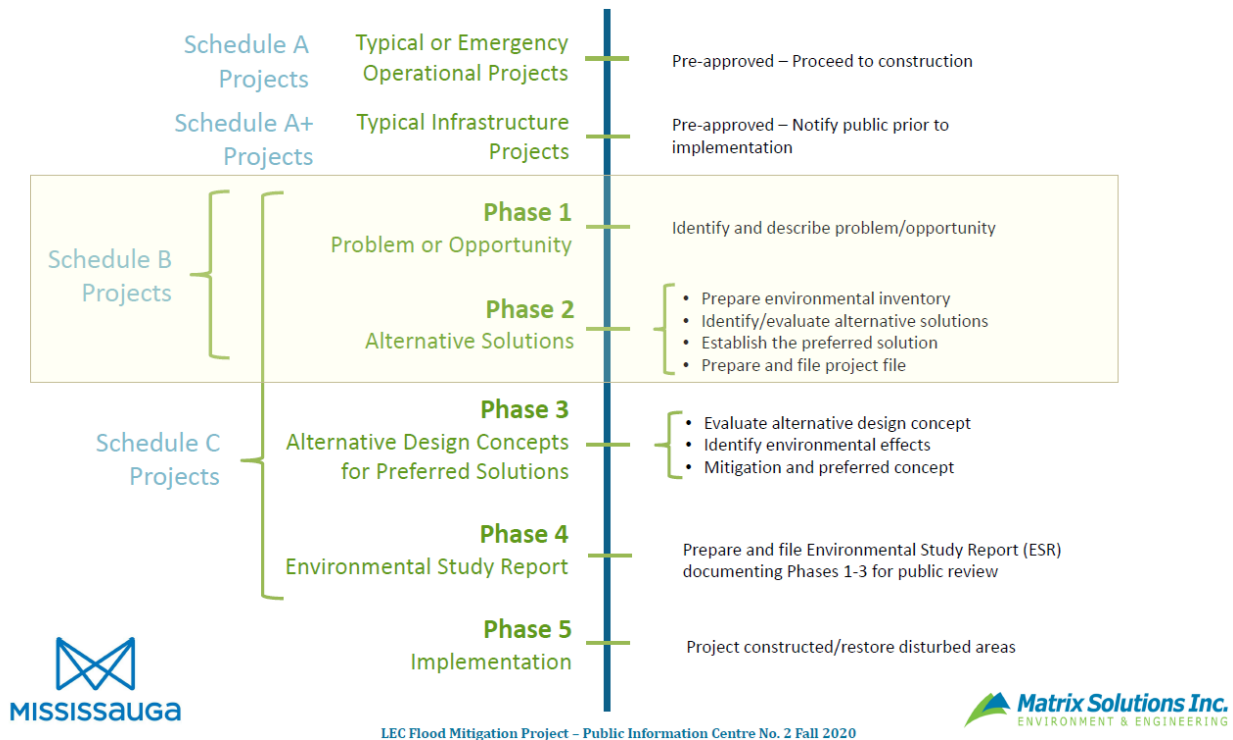 Schedule A
Projects
Typical or Emergency
Operational Projects
Pre-approved – Proceed to construction
Schedule A+
Projects
Typical Infrastructure
Projects
Pre-approved – Notify public prior to
implementation
Schedule B
Projects
Phase 1
Problem or Opportunity
Identify and describe problem/opportunity
Phase 2
Alternative Solutions
• Prepare environmental inventory
• Identify/evaluate alternative solutions
• Establish the preferred solution
• Prepare and file project file
Schedule C
Projects
Phase 3
Alternative Design Concepts
for Preferred Solutions
• Evaluate alternative design concept
• Identify environmental effects
• Mitigation and preferred concept
Phase 4
Environmental Study Report
Prepare and file Environmental Study Report (ESR)
documenting Phases 1-3 for public review
Phase 5
Implementation
Project constructed/restore disturbed areas
MISSISSAUGA
Matrix Solutions Inc.
ENVIRONMENT & ENGINEERING
LEC Flood Mitigation Project – Public Information Centre No. 2 Fall 2020